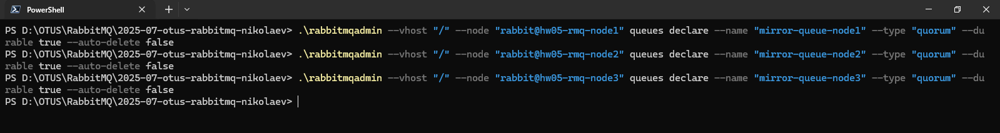 PowerShell
PS D:\OTUS\RabbitMQ\2025-07-otus-rabbitmq-nikolaev> .\rabbitmqadmin --vhost "/" --node "rabbit@hw05-rmq-node1" queues declare --name "mirror-queue-node1" --type "quorum" --du
rable true --auto-delete false
PS D:\OTUS\RabbitMQ\2025-07-otus-rabbitmq-nikolaev> .\rabbitmqadmin --vhost "/" --node "rabbit@hw05-rmq-node2" queues declare --name "mirror-queue-node2" --type "quorum" --du
rable true --auto-delete false
PS D:\OTUS\RabbitMQ\2025-07-otus-rabbitmq-nikolaev> .\rabbitmqadmin --vhost "/" --node "rabbit@hw05-rmq-node3" queues declare --name "mirror-queue-node3" --type "quorum" --du
rable true --auto-delete false
PS D:\OTUS\RabbitMQ\2025-07-otus-rabbitmq-nikolaev>